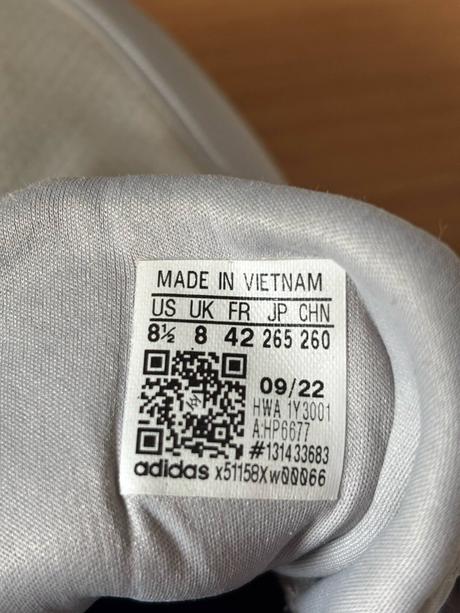 MADE IN VIETNAM
US UK FR JP CHN
8½ 8 42 265 260
09/22
HWA 1Y3001
A:HP6677
#131433683
adidas x51158Xw00066